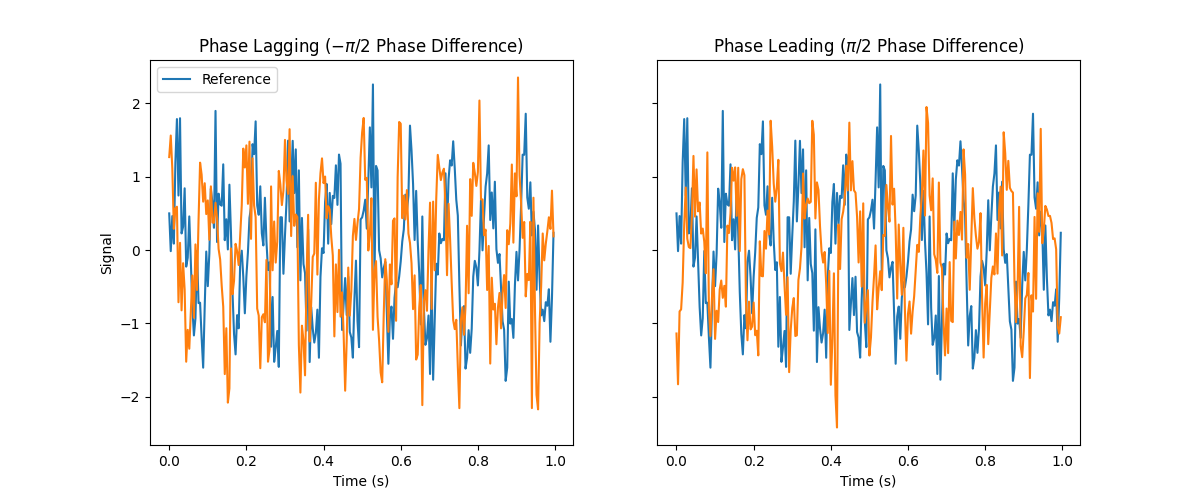 Phase Lagging (−π/2 Phase Difference)
Phase Leading (π/2 Phase Difference)
Reference
Signal
2
1
0
−1
−2
0.0 0.2 0.4 0.6 0.8 1.0
0.0 0.2 0.4 0.6 0.8 1.0
Time (s)
Time (s)